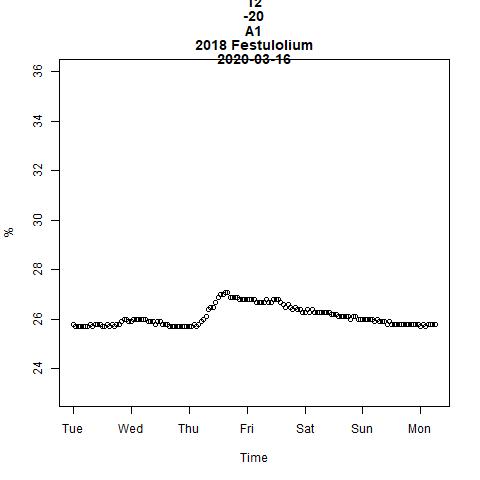 T2
-20
A1
2018 Festulolium
2020-03-16
36
34
32
30
28
26
24
%
Tue Wed Thu Fri Sat Sun Mon
Time